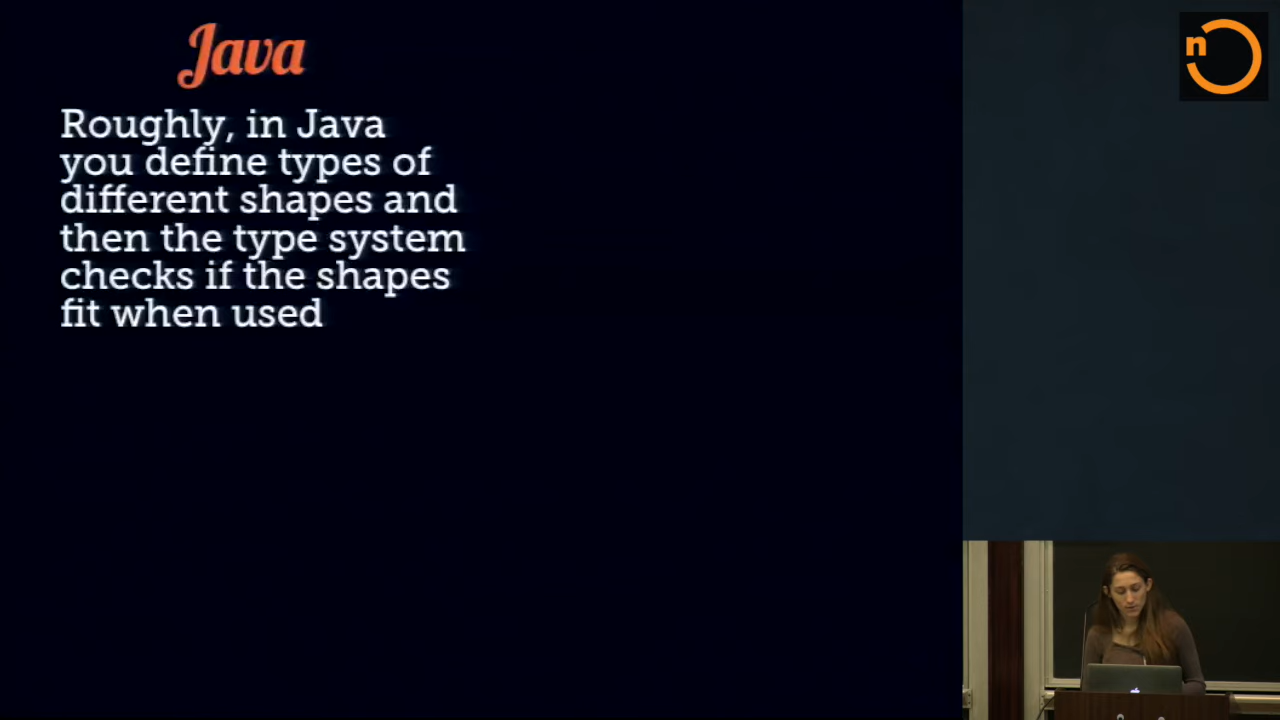 Java
Roughly, in Java
you define types of
different shapes and
then the type system
checks if the shapes
fit when used
n